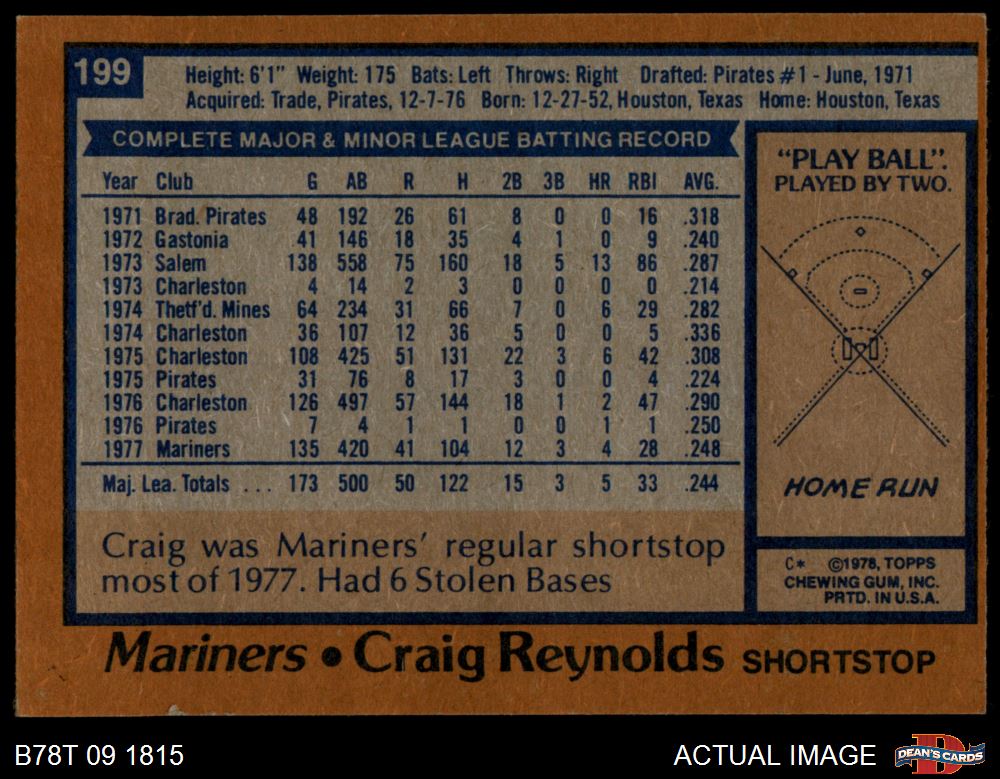 199
Height: 6'1" Weight: 175 Bats: Left Throws: Right Drafted: Pirates #1 - June, 1971
Acquired: Trade, Pirates, 12-7-76 Born: 12-27-52, Houston, Texas Home: Houston, Texas
COMPLETE MAJOR & MINOR LEAGUE BATTING RECORD
Year Club G AB R H 2B 3B HR RBI AVG.
1971 Brad. Pirates 48 192 26 61 8 0 0 16 .318
1972 Gastonia 41 146 18 35 4 1 0 9 .240
1973 Salem 138 558 75 160 18 5 13 86 .287
1973 Charleston 4 14 2 3 0 0 0 0 .214
1974 Thetf'd. Mines 64 234 31 66 7 0 6 29 .282
1974 Charleston 36 107 12 36 5 0 0 5 .336
1975 Charleston 108 425 51 131 22 3 6 42 .308
1975 Pirates 31 76 8 17 3 0 0 4 .224
1976 Charleston 126 497 57 144 18 1 2 47 .290
1976 Pirates 7 4 1 1 0 0 1 1 .250
1977 Mariners 135 420 41 104 12 3 4 28 .248
Maj. Lea. Totals ... 173 500 50 122 15 3 5 33 .244
Craig was Mariners' regular shortstop
most of 1977. Had 6 Stolen Bases
"PLAY BALL".
PLAYED BY TWO.
HOME RUN
C* ©1978, TOPPS
CHEWING GUM, INC.
PRTD. IN U.S.A.
Mariners • Craig Reynolds SHORTSTOP
B78T 09 1815
ACTUAL IMAGE
DEAN'S CARDS